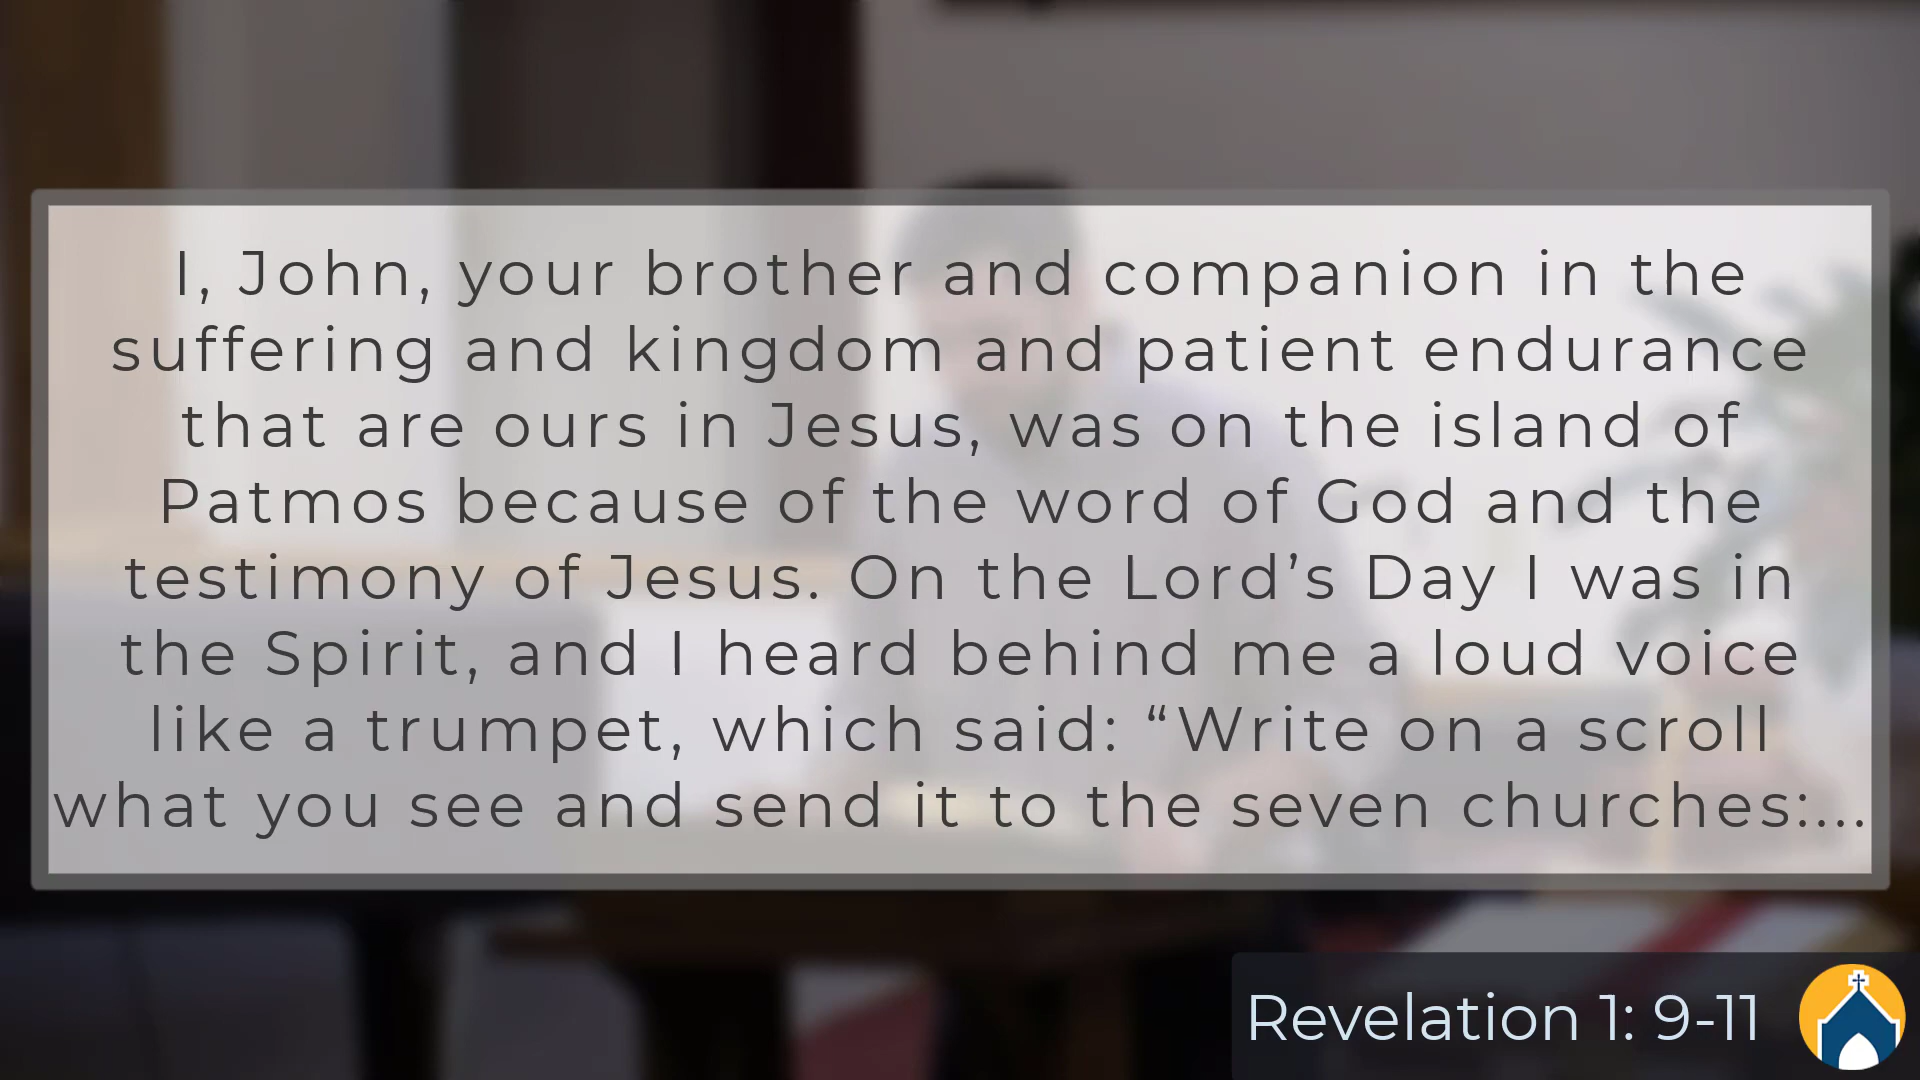 I, John, your brother and companion in the
suffering and kingdom and patient endurance
that are ours in Jesus, was on the island of
Patmos because of the word of God and the
testimony of Jesus. On the Lord’s Day I was in
the Spirit, and I heard behind me a loud voice
like a trumpet, which said: “Write on a scroll
what you see and send it to the seven churches:...
Revelation 1: 9-11